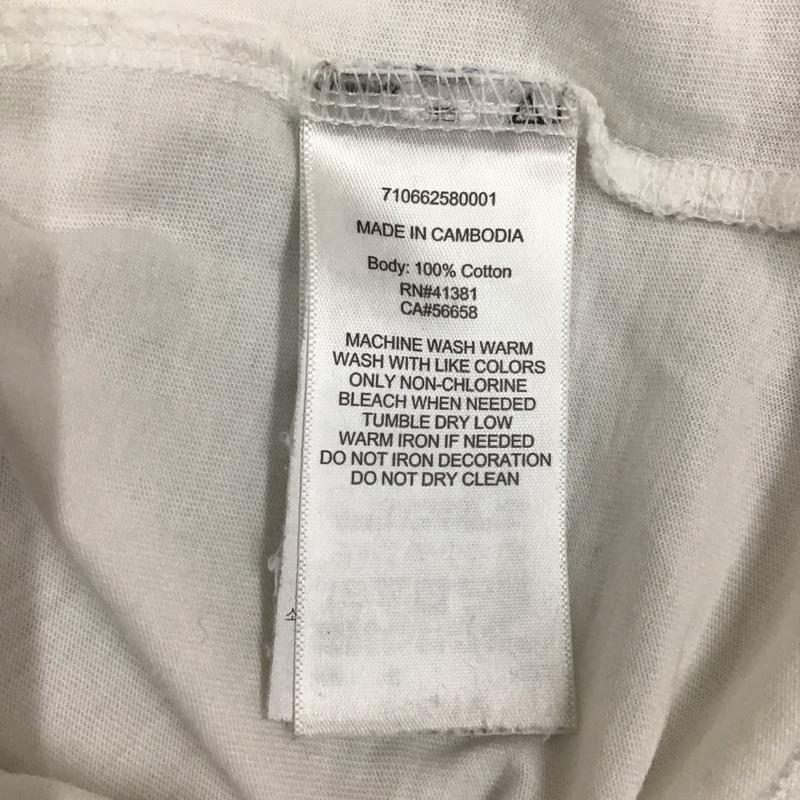 710662580001
MADE IN CAMBODIA
Body: 100% Cotton
RN#41381
CA#56658
MACHINE WASH WARM
WASH WITH LIKE COLORS
ONLY NON-CHLORINE
BLEACH WHEN NEEDED
TUMBLE DRY LOW
WARM IRON IF NEEDED
DO NOT IRON DECORATION
DO NOT DRY CLEAN
소